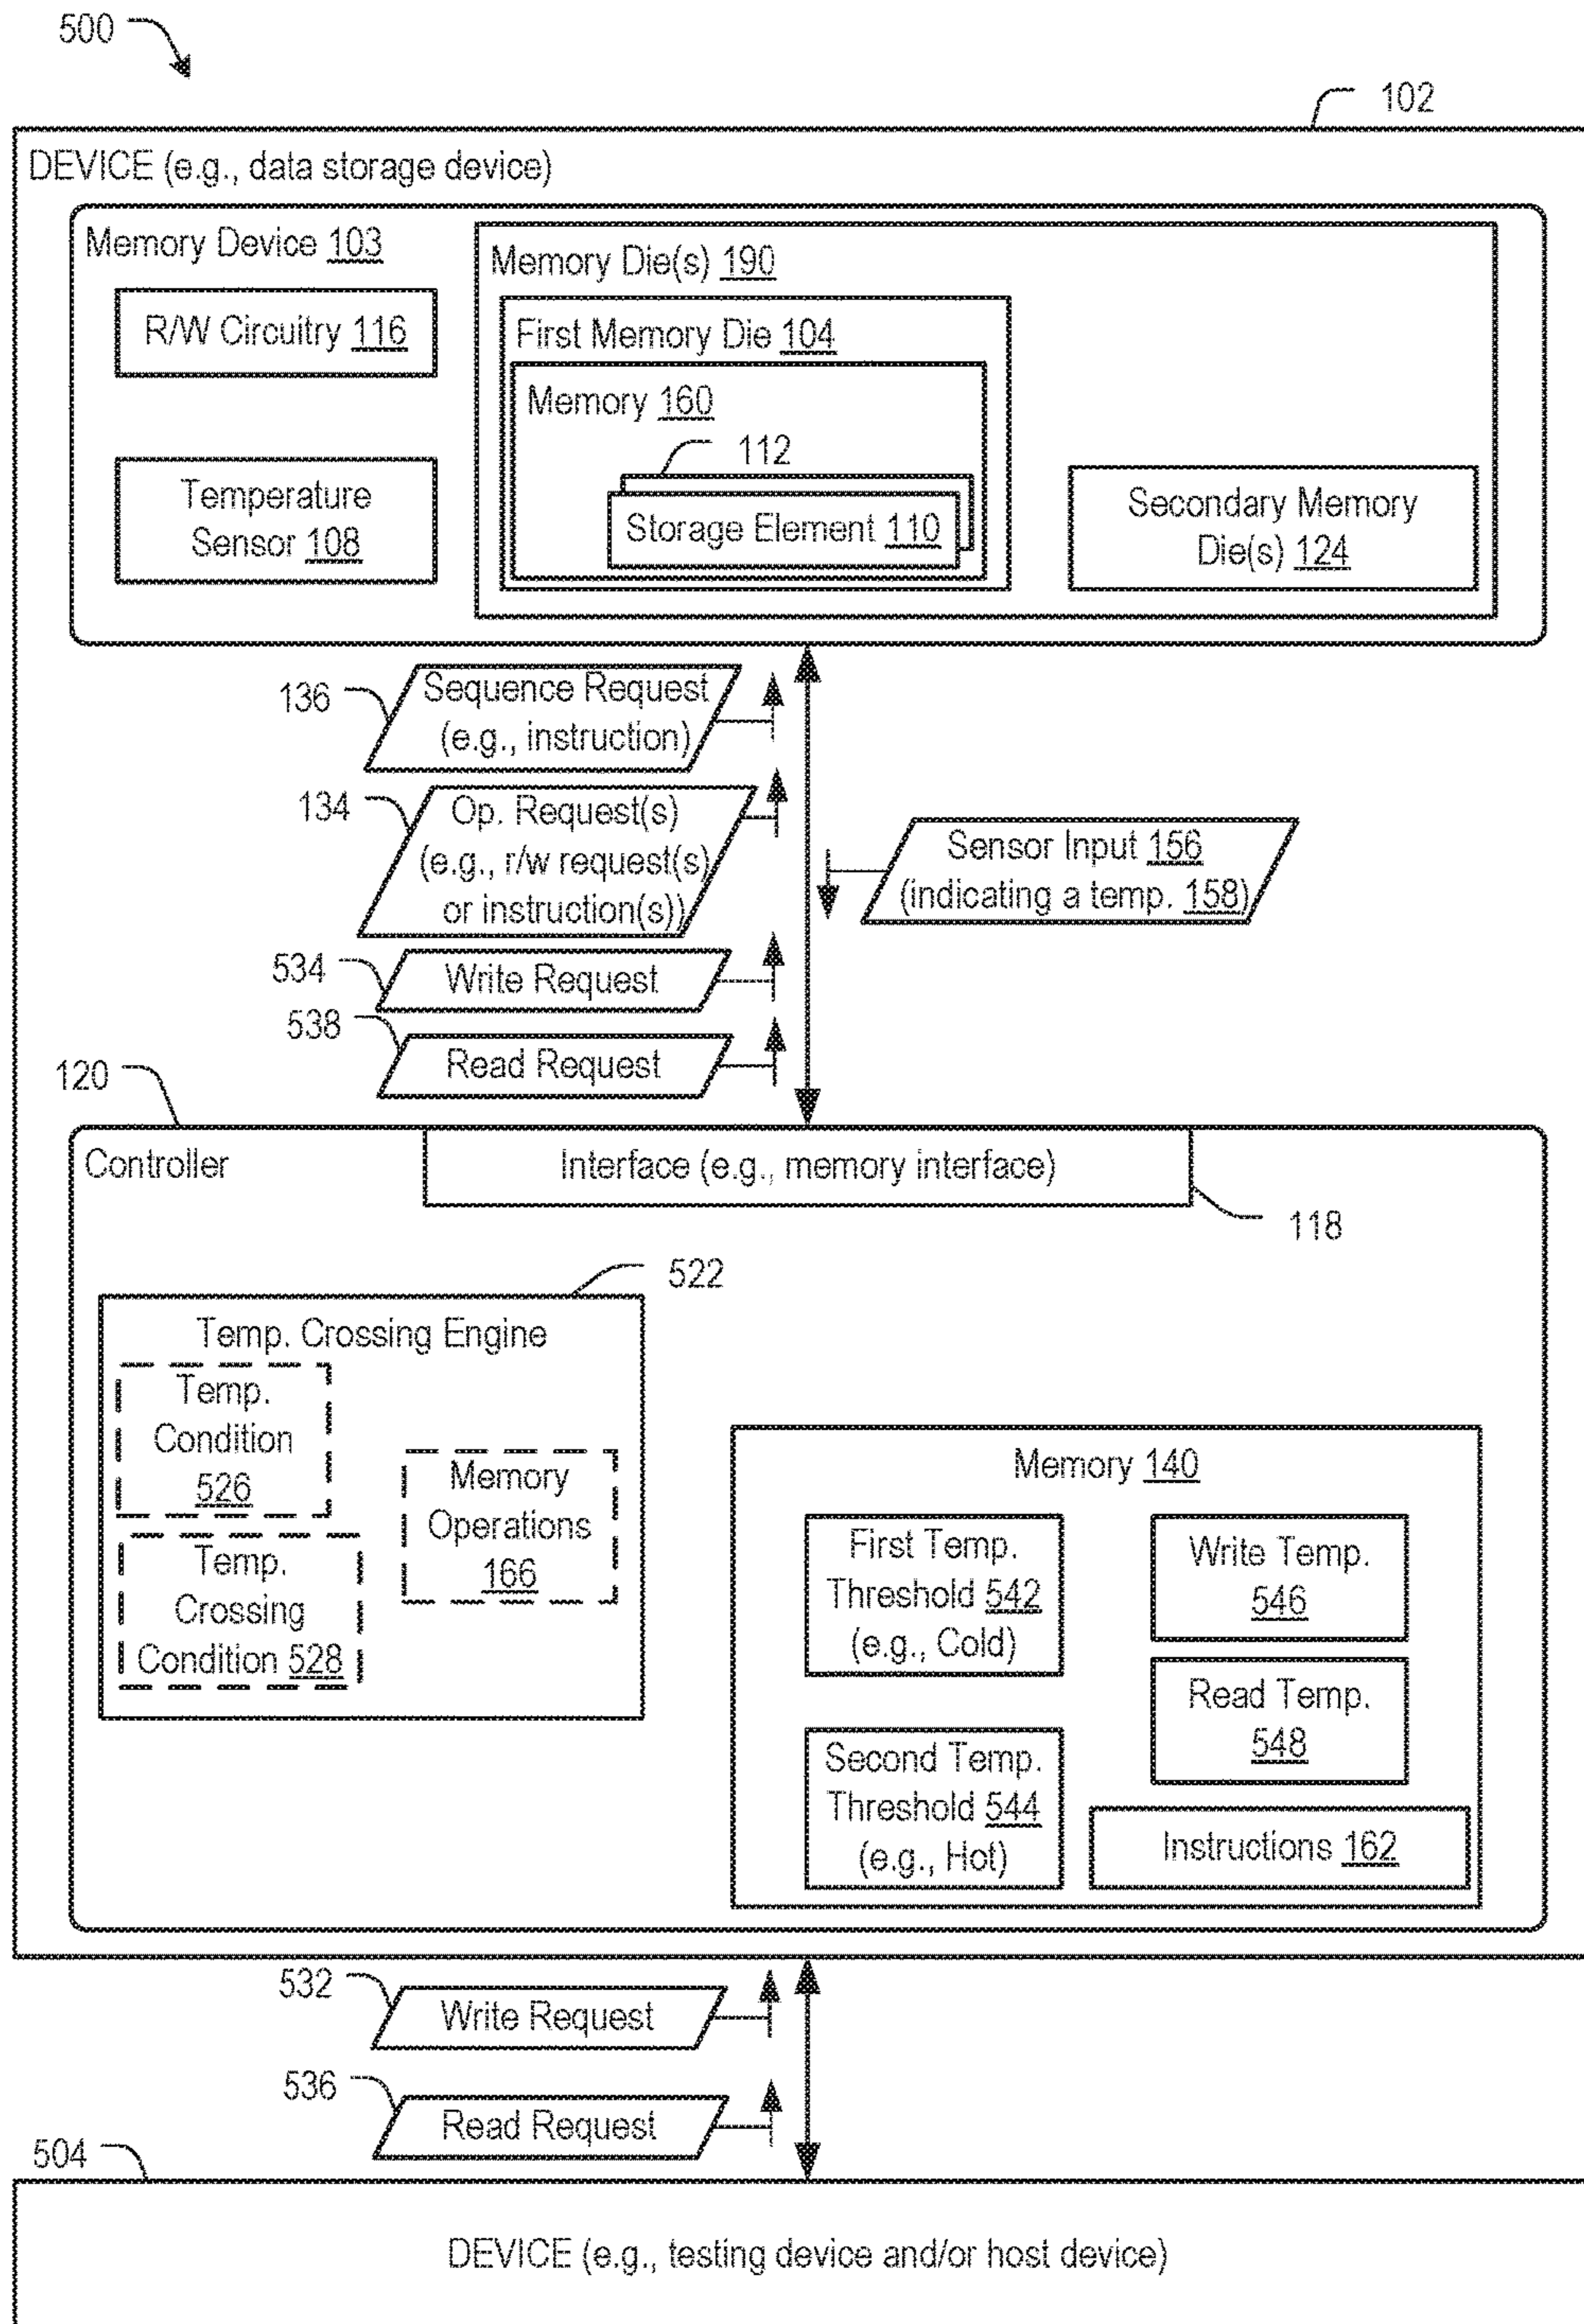 500
102
DEVICE (e.g., data storage device)
Memory Device 103
R/W Circuitry 116
Temperature
Sensor 108
Memory Die(s) 190
First Memory Die 104
Memory 160
112
Storage Element 110
Secondary Memory
Die(s) 124
136
Sequence Request
(e.g., instruction)
134
Op. Request(s)
(e.g., r/w request(s)
or instruction(s))
Sensor Input 156
(indicating a temp. 158)
534
Write Request
538
Read Request
120
Controller
Interface (e.g., memory interface)
118
522
Temp. Crossing Engine
Temp.
Condition
526
Temp.
Crossing
Condition 528
Memory
Operations
166
Memory 140
First Temp.
Threshold 542
(e.g., Cold)
Write Temp.
546
Read Temp.
548
Second Temp.
Threshold 544
(e.g., Hot)
Instructions 162
532
Write Request
536
Read Request
504
DEVICE (e.g., testing device and/or host device)